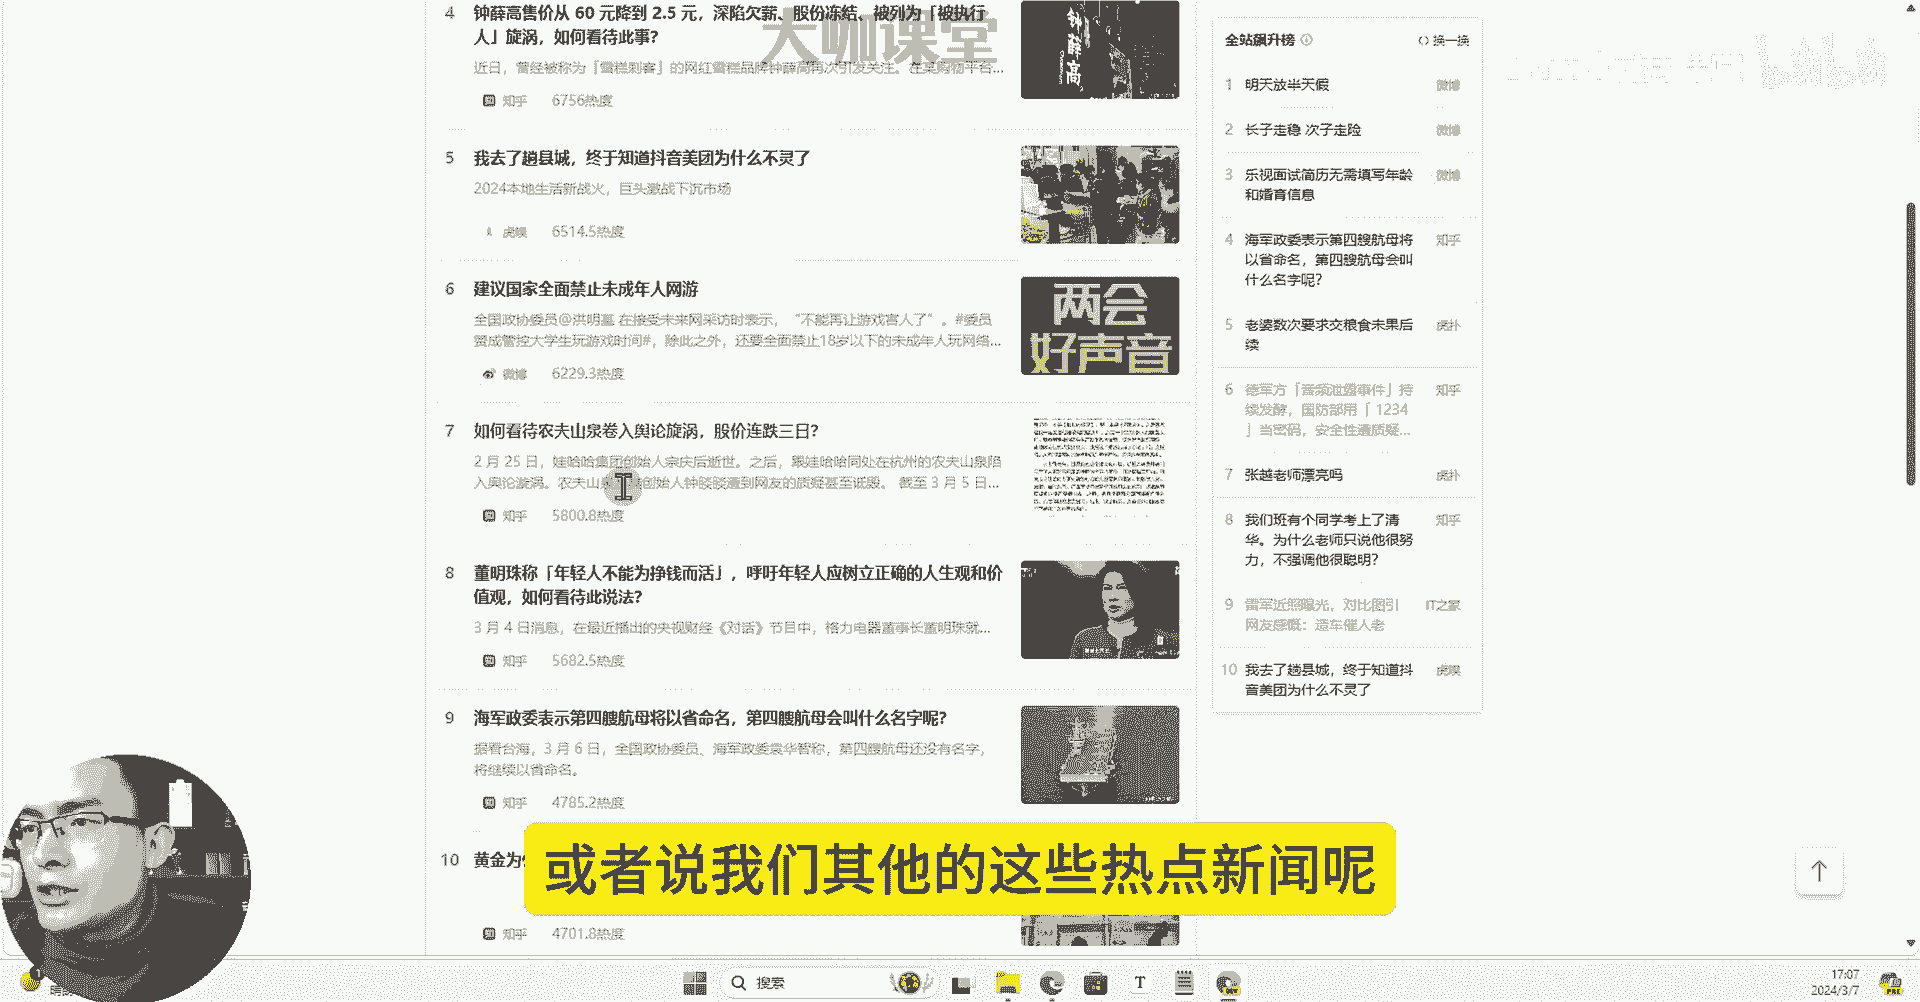 大咖课堂
4 钟薛高售价从 60 元降到 2.5 元，深陷欠薪、股份冻结、被列为「被执行
人」旋涡，如何看待此事？
近日，曾经被称为「雪糕刺客」的网红雪糕品牌钟薛高再次引发关注。在某购物平台...
知乎 6756热度
钟薛高
5 我去了趟县城，终于知道抖音美团为什么不灵了
2024本地生活新战火，巨头激战下沉市场
虎嗅 6514.5热度
6 建议国家全面禁止未成年人网游
全国政协委员@洪明基 在接受未来网采访时表示，“不能再让游戏害人了”。#委员
赞成管控大学生玩游戏时间#，除此之外，还要全面禁止18岁以下的未成年人玩网络...
微博 6229.3热度
两会
好声音
7 如何看待农夫山泉卷入舆论旋涡，股价连跌三日？
2 月 25 日，娃哈哈集团创始人宗庆后逝世。之后，跟娃哈哈同处在杭州的农夫山泉陷
入舆论漩涡。农夫山泉创始人钟睒睒遭到网友的质疑甚至诋毁。 截至 3 月 5 日...
知乎 5800.8热度
8 董明珠称「年轻人不能为挣钱而活」，呼吁年轻人应树立正确的人生观和价
值观，如何看待此说法？
3 月 4 日消息，在最近播出的央视财经《对话》节目中，格力电器董事长董明珠就...
知乎 5682.5热度
9 海军政委表示第四艘航母将以省命名，第四艘航母会叫什么名字呢？
据看台海，3 月 6 日，全国政协委员、海军政委袁华智称，第四艘航母还没有名字，
将继续以省命名。
知乎 4785.2热度
10 黄金为
知乎 4701.8热度
全站飙升榜 换一换
1 明天放半天假 微博
2 长子走稳 次子走险 微博
3 乐视面试简历无需填写年龄 微博
和婚育信息
4 海军政委表示第四艘航母将 知乎
以省命名，第四艘航母会叫
什么名字呢？
5 老婆数次要求交粮食未果后 虎扑
续
6 德军方「音频泄露事件」持 知乎
续发酵，国防部用「 1234
」当密码，安全性遭质疑...
7 张越老师漂亮吗 虎扑
8 我们班有个同学考上了清 知乎
华。为什么老师只说他很努
力，不强调他很聪明？
9 雷军近照曝光，对比图引 IT之家
网友感慨：造车催人老
10 我去了趟县城，终于知道抖 虎嗅
音美团为什么不灵了
或者说我们其他的这些热点新闻呢
搜索
17:07
2024/3/7